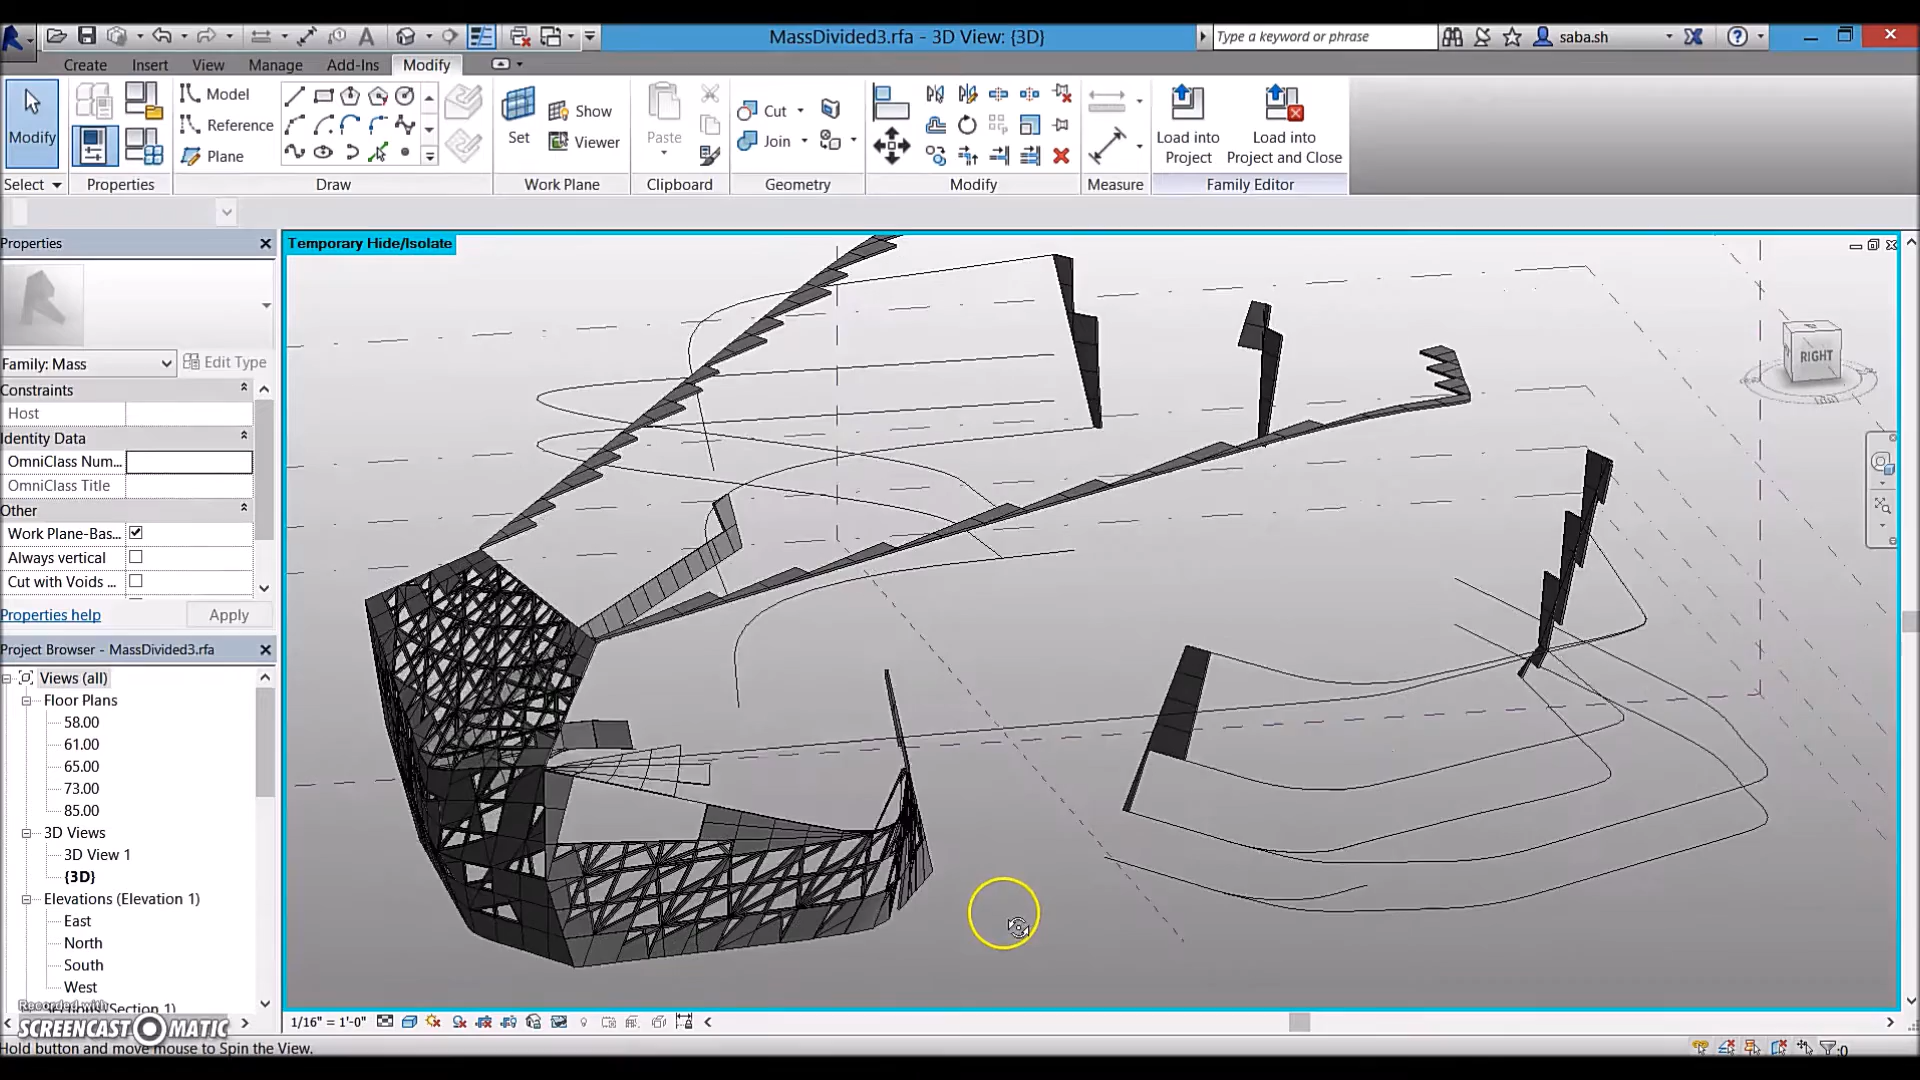 MassDivided3.rfa - 3D View: {3D}
Type a keyword or phrase
saba.sh
Create
Insert
View
Manage
Add-Ins
Modify
Modify
Model
Reference
Plane
Set
Show
Viewer
Paste
Cut
Join
Load into
Project
Load into
Project and Close
Select
Properties
Draw
Work Plane
Clipboard
Geometry
Modify
Measure
Family Editor
Properties
Family: Mass
Edit Type
Constraints
Host
Identity Data
OmniClass Num...
OmniClass Title
Other
Work Plane-Bas...
Always vertical
Cut with Voids ...
Properties help
Apply
Project Browser - MassDivided3.rfa
Views (all)
Floor Plans
58.00
61.00
65.00
73.00
85.00
3D Views
3D View 1
{3D}
Elevations (Elevation 1)
East
North
South
West
Recorded with
SCREENCAST MATIC
Temporary Hide/Isolate
RIGHT
1/16" = 1'-0"
Hold button and move mouse to Spin the View.
:0